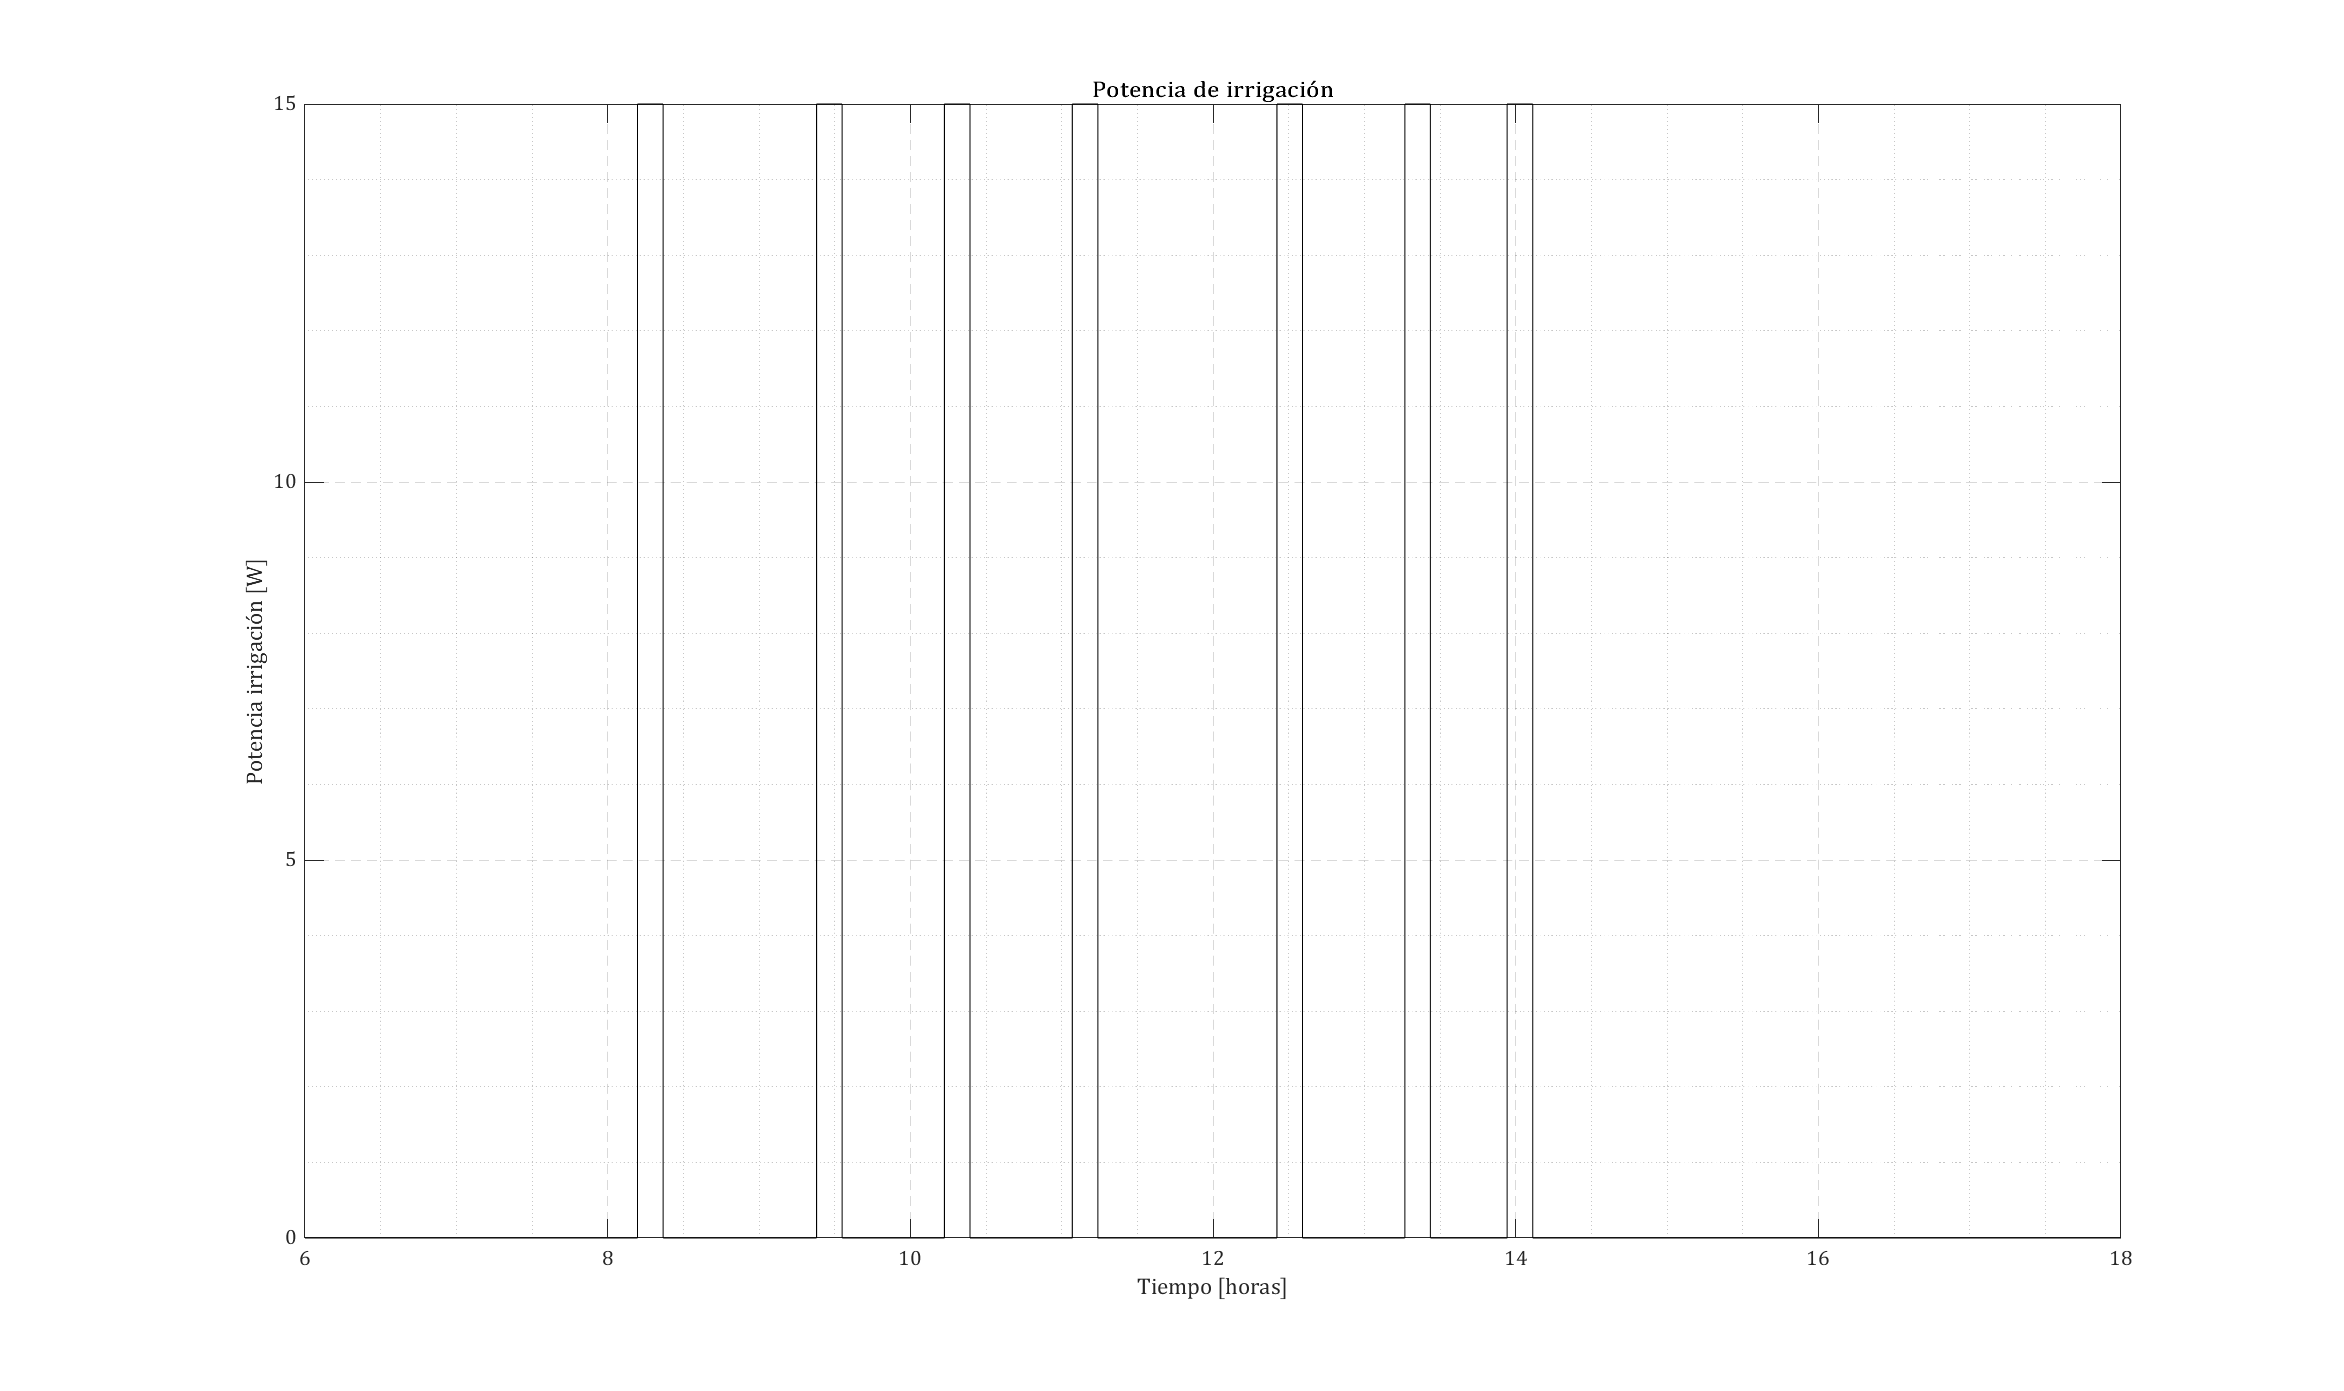 Potencia de irrigación
15
10
5
0
Potencia irrigación [W]
6 8 10 12 14 16 18
Tiempo [horas]